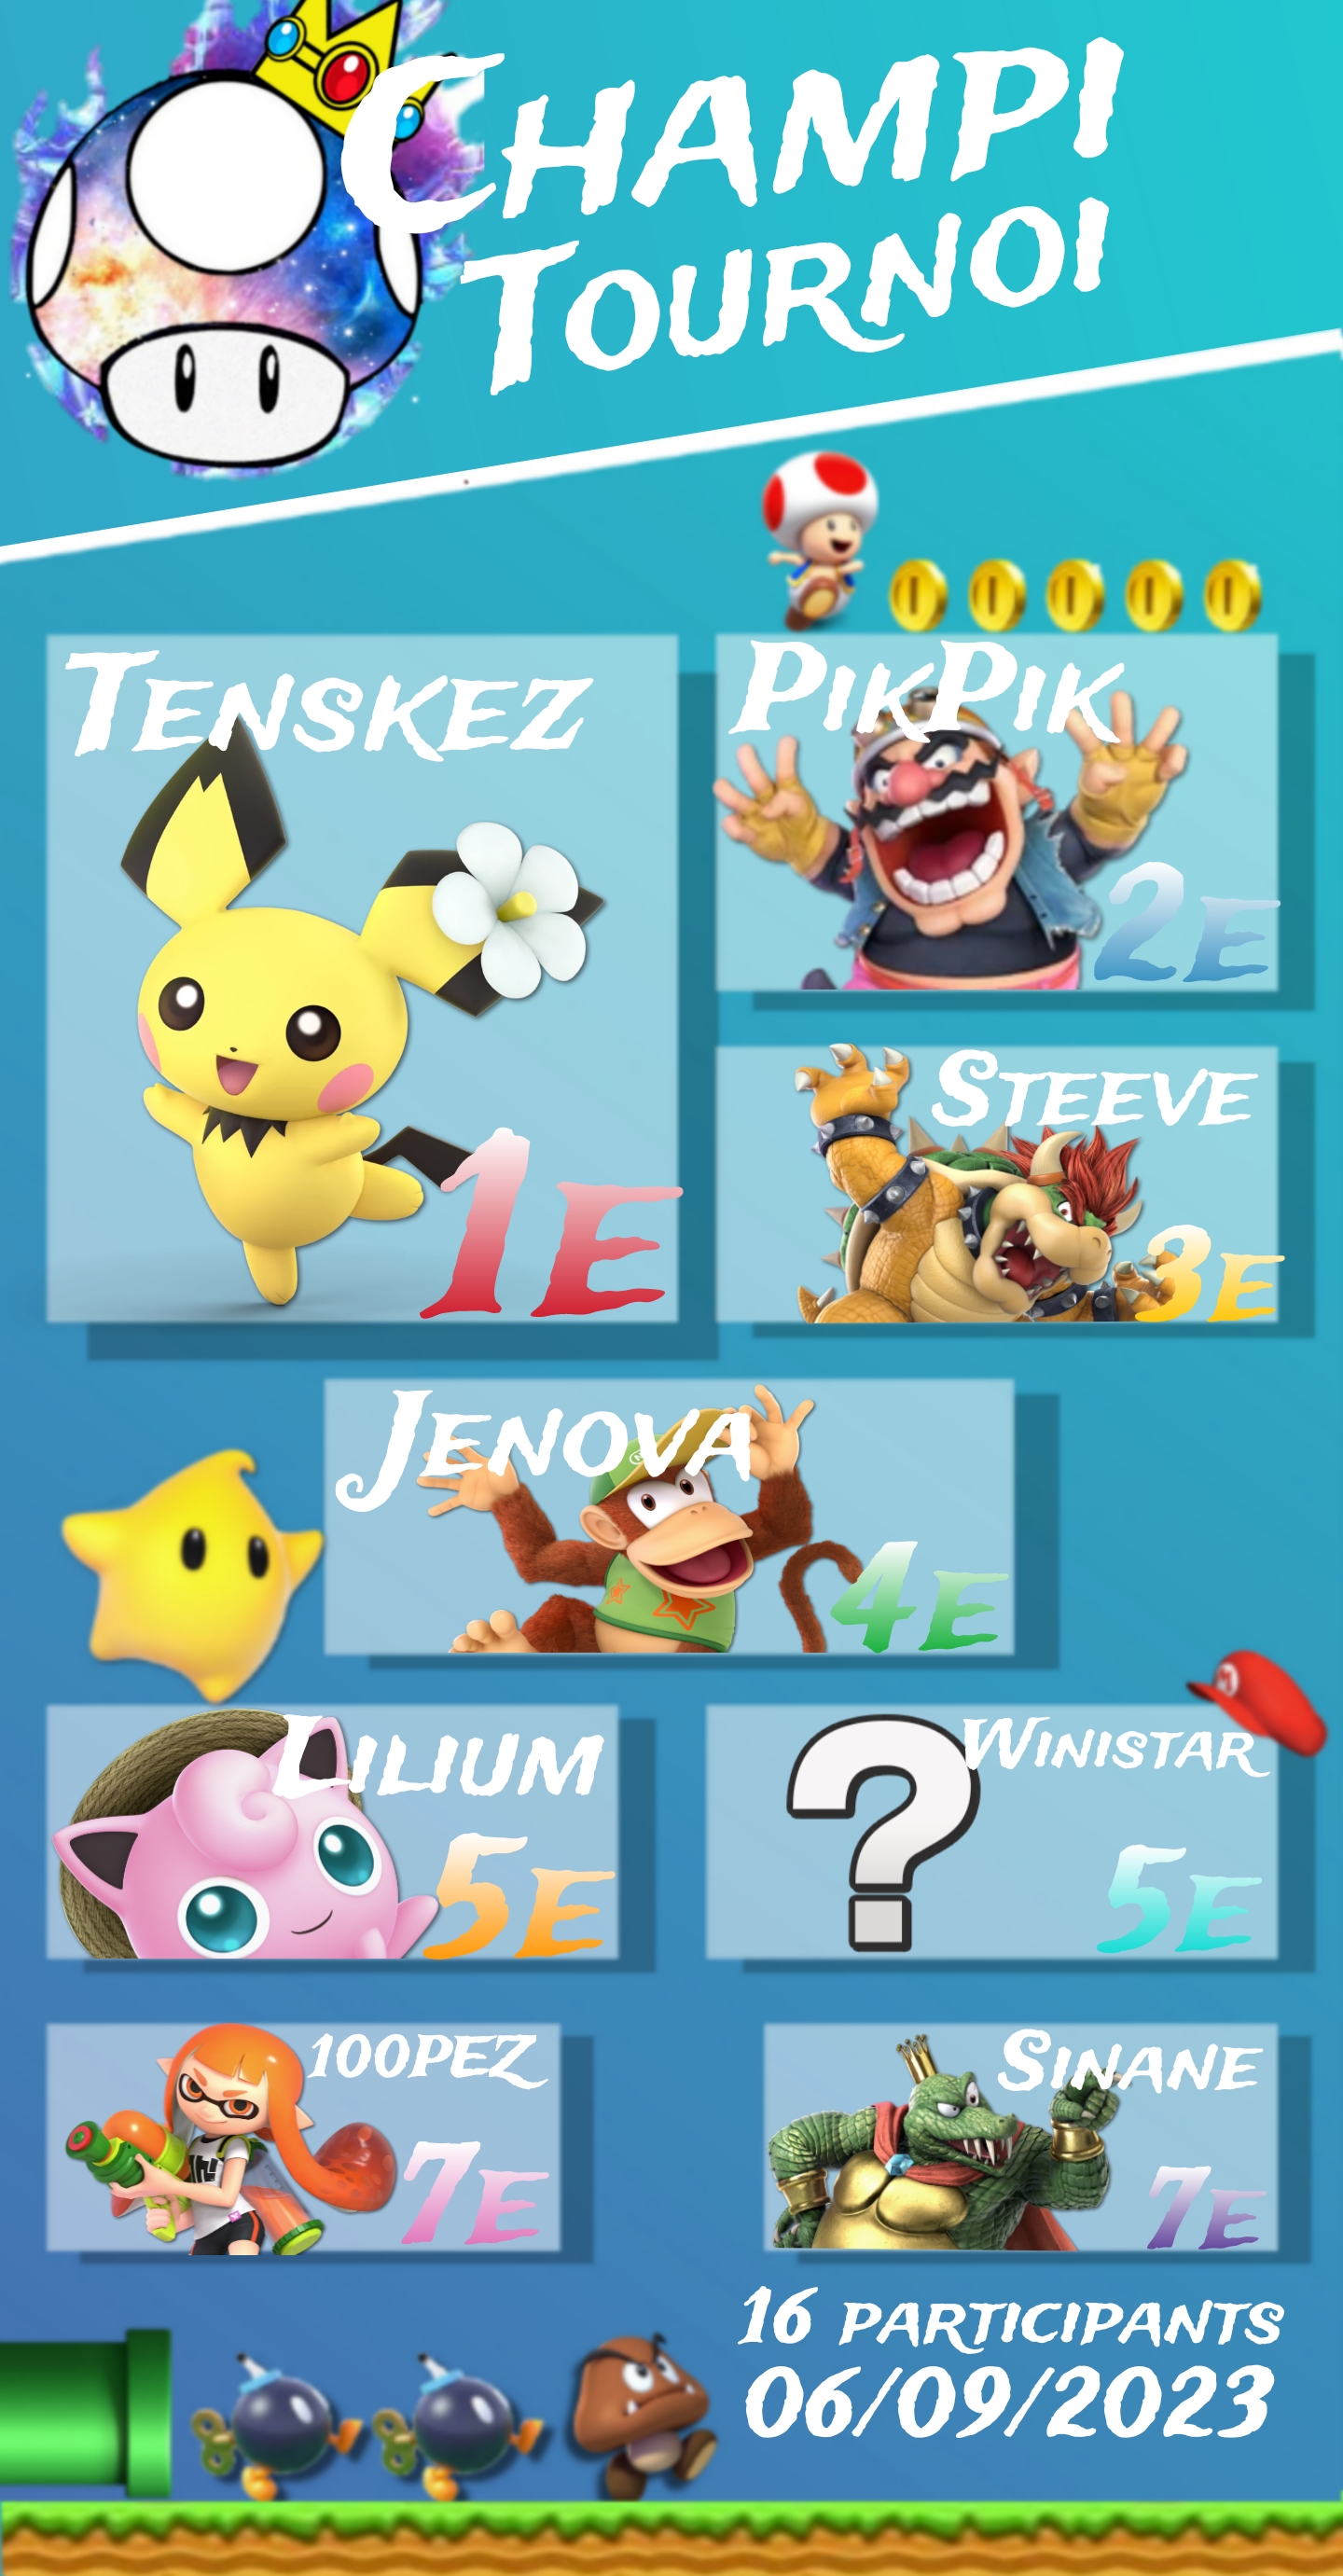 Champi
Tournoi
Tenskez
1e
PikPik
2e
Steeve
3e
Jenova
4e
Lilium
5e
Winistar
5e
100PEZ
7e
Sinane
7e
16 participants
06/09/2023